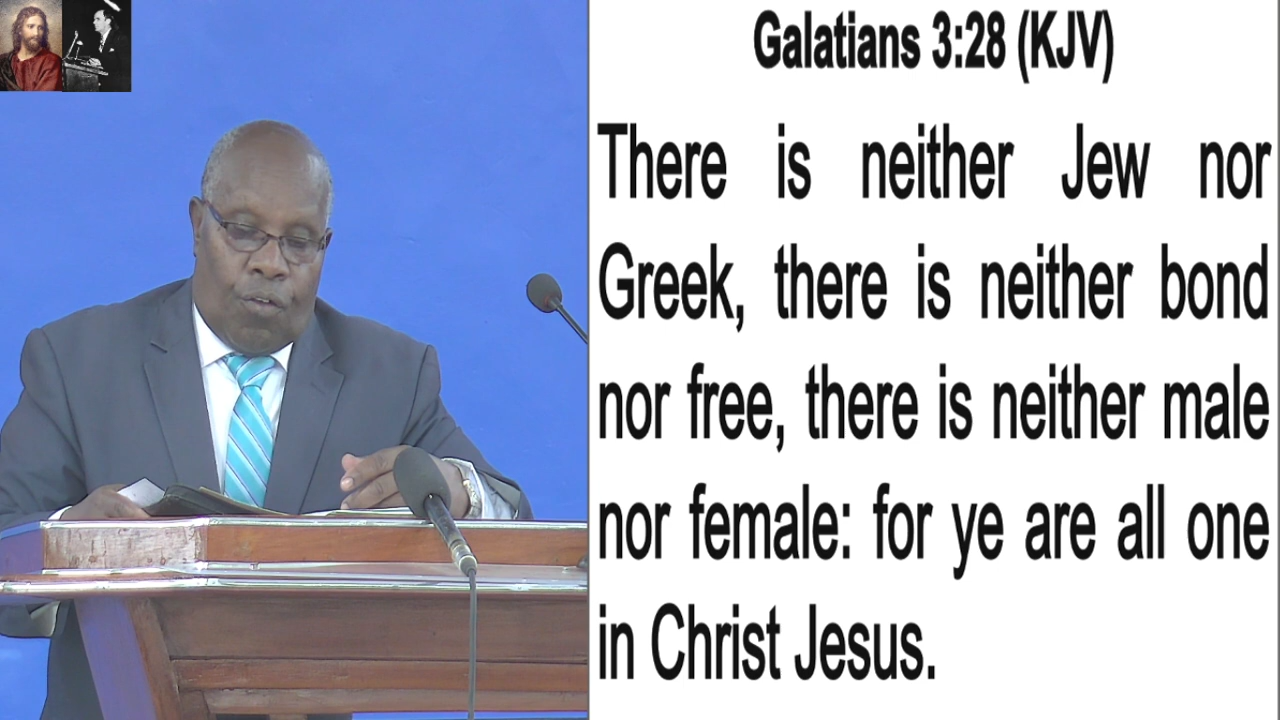 Galatians 3:28 (KJV)
There is neither Jew nor
Greek, there is neither bond
nor free, there is neither male
nor female: for ye are all one
in Christ Jesus.